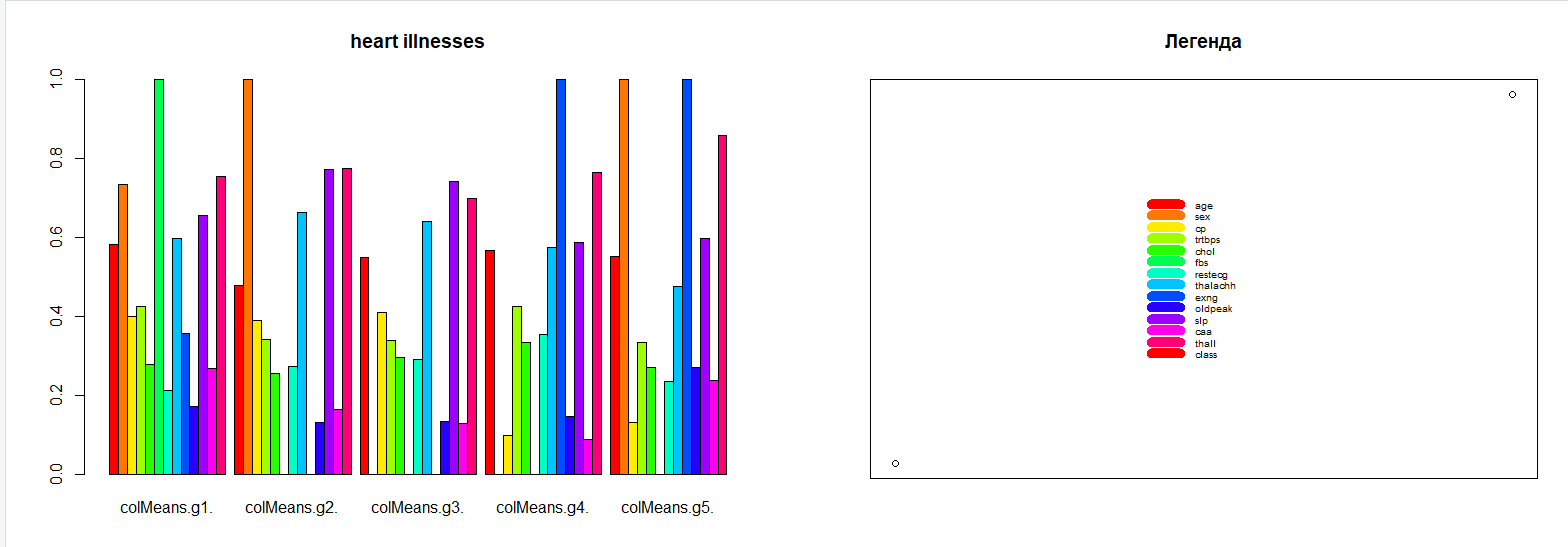 heart illnesses
1.0
0.8
0.6
0.4
0.2
0.0
colMeans.g1. colMeans.g2. colMeans.g3. colMeans.g4. colMeans.g5.
Легенда
age
sex
cp
trtbps
chol
fbs
restecg
thalachh
exng
oldpeak
slp
caa
thall
class